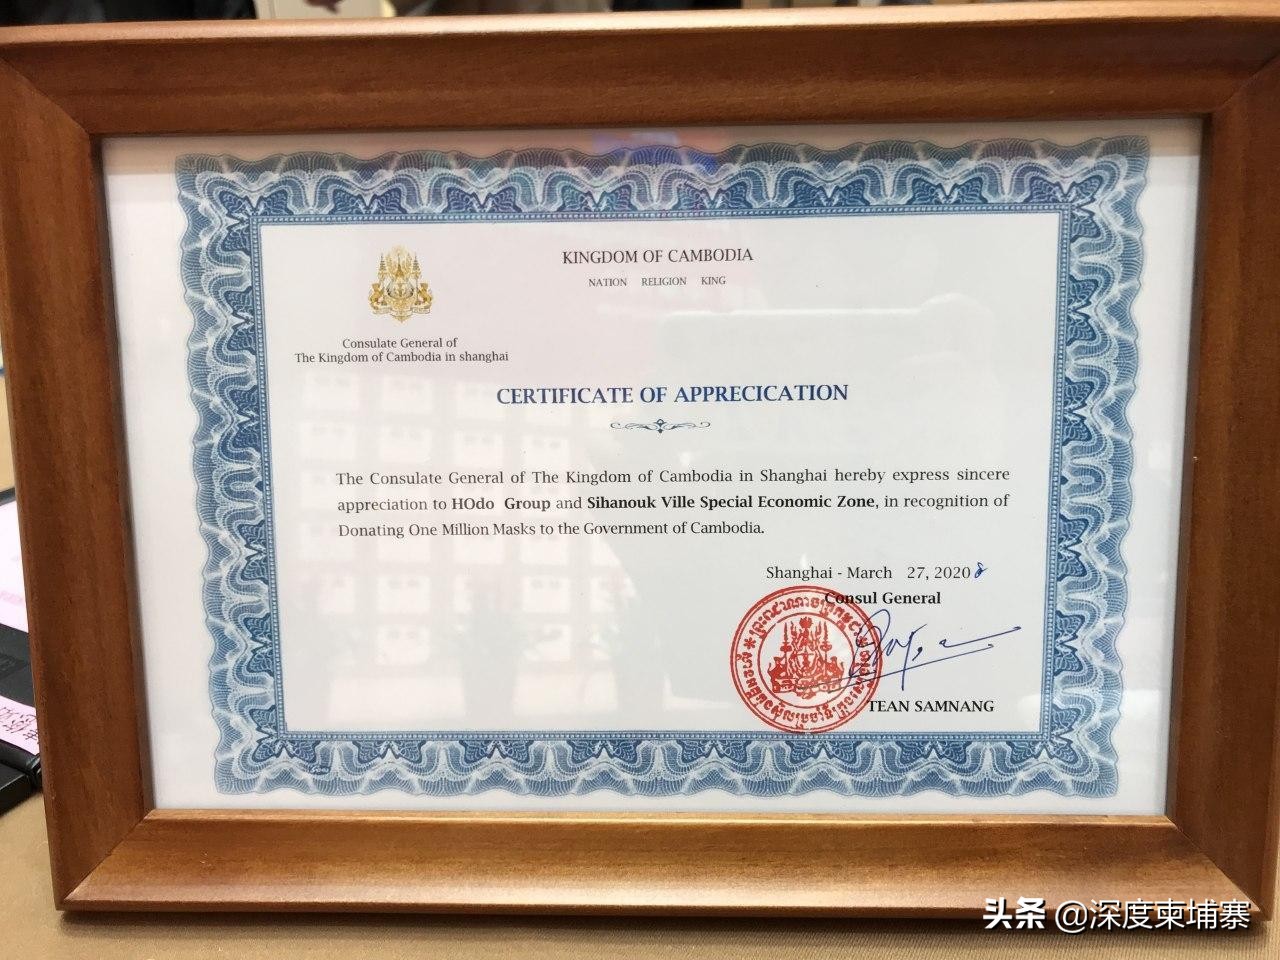 KINGDOM OF CAMBODIA
NATION RELIGION KING
Consulate General of
The Kingdom of Cambodia in shanghai
CERTIFICATE OF APPRECICATION
The Consulate General of The Kingdom of Cambodia in Shanghai hereby express sincere
appreciation to HOdo Group and Sihanouk Ville Special Economic Zone, in recognition of
Donating One Million Masks to the Government of Cambodia.
Shanghai - March 27, 2020
Consul General
TEAN SAMNANG
头条 @深度柬埔寨